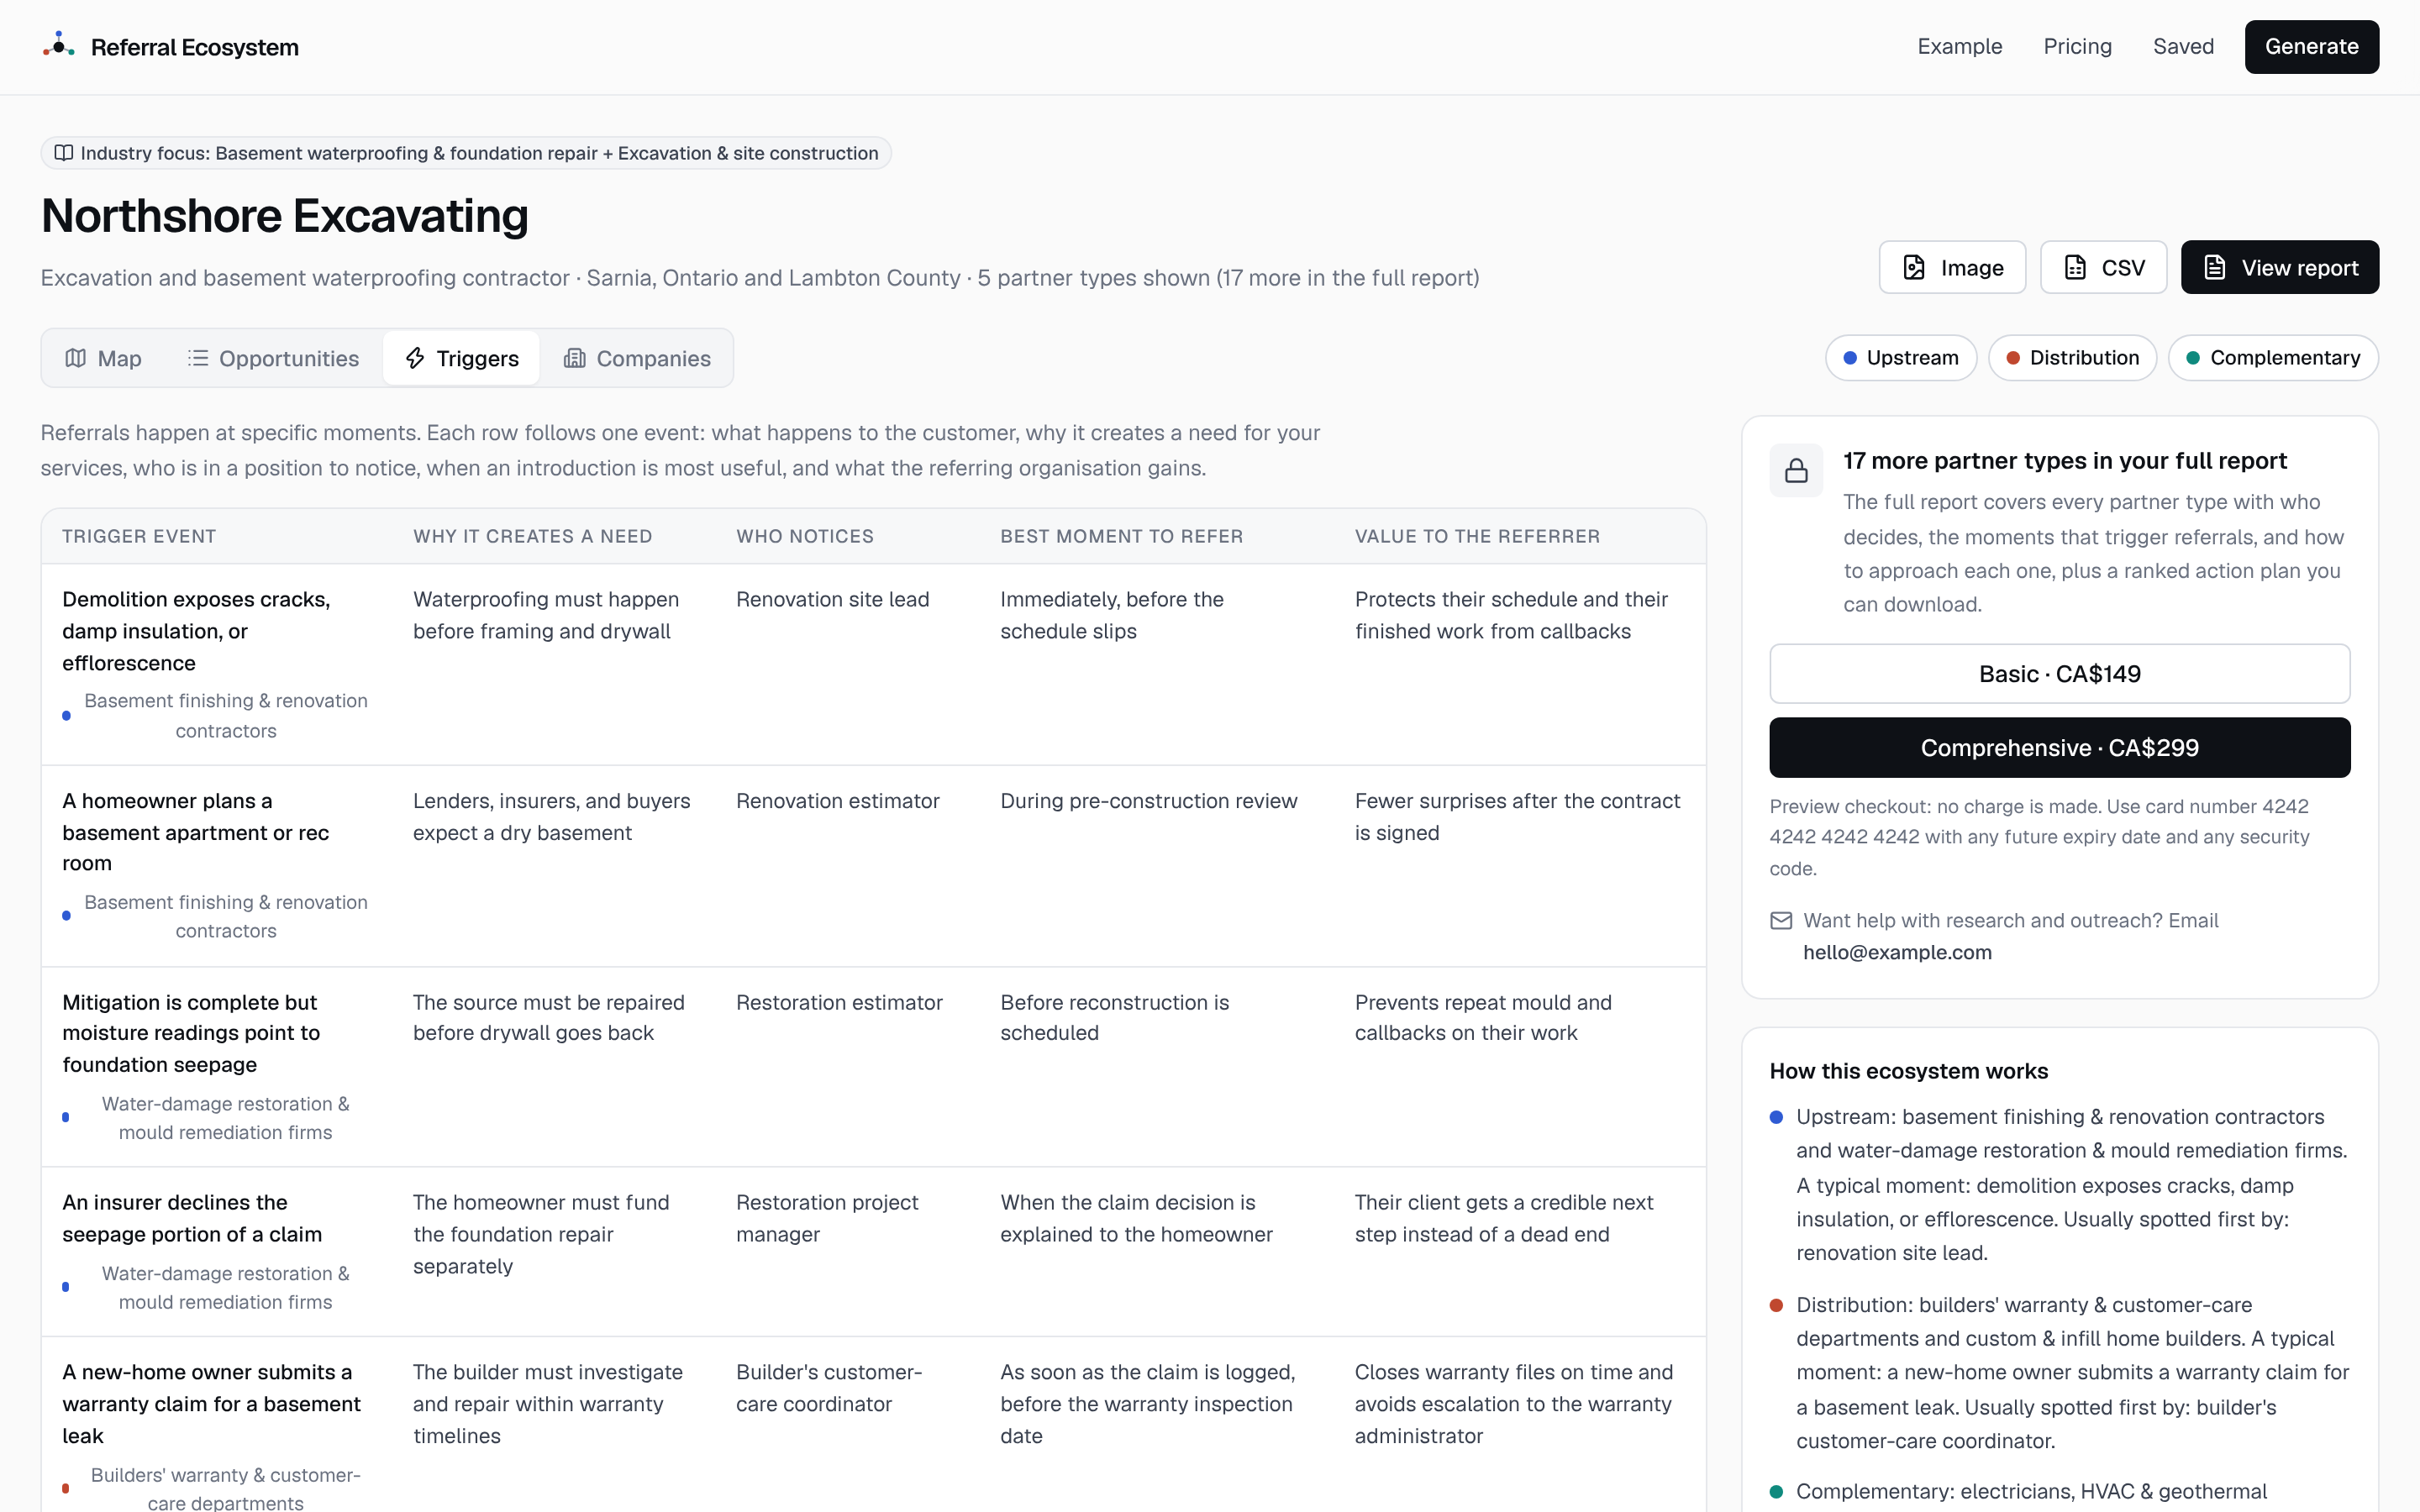 Referral Ecosystem
Example
Pricing
Saved
Generate
Industry focus: Basement waterproofing & foundation repair + Excavation & site construction
Northshore Excavating
Excavation and basement waterproofing contractor · Sarnia, Ontario and Lambton County · 5 partner types shown (17 more in the full report)
Image
CSV
View report
Map
Opportunities
Triggers
Companies
Upstream
Distribution
Complementary
Referrals happen at specific moments. Each row follows one event: what happens to the customer, why it creates a need for your
services, who is in a position to notice, when an introduction is most useful, and what the referring organisation gains.
TRIGGER EVENT
WHY IT CREATES A NEED
WHO NOTICES
BEST MOMENT TO REFER
VALUE TO THE REFERRER
Demolition exposes cracks,
damp insulation, or
efflorescence
Basement finishing & renovation
contractors
Waterproofing must happen
before framing and drywall
Renovation site lead
Immediately, before the
schedule slips
Protects their schedule and their
finished work from callbacks
A homeowner plans a
basement apartment or rec
room
Basement finishing & renovation
contractors
Lenders, insurers, and buyers
expect a dry basement
Renovation estimator
During pre-construction review
Fewer surprises after the contract
is signed
Mitigation is complete but
moisture readings point to
foundation seepage
Water-damage restoration &
mould remediation firms
The source must be repaired
before drywall goes back
Restoration estimator
Before reconstruction is
scheduled
Prevents repeat mould and
callbacks on their work
An insurer declines the
seepage portion of a claim
Water-damage restoration &
mould remediation firms
The homeowner must fund
the foundation repair
separately
Restoration project
manager
When the claim decision is
explained to the homeowner
Their client gets a credible next
step instead of a dead end
A new-home owner submits a
warranty claim for a basement
leak
Builders' warranty & customer-
care departments
The builder must investigate
and repair within warranty
timelines
Builder's customer-
care coordinator
As soon as the claim is logged,
before the warranty inspection
date
Closes warranty files on time and
avoids escalation to the warranty
administrator
17 more partner types in your full report
The full report covers every partner type with who
decides, the moments that trigger referrals, and how
to approach each one, plus a ranked action plan you
can download.
Basic · CA$149
Comprehensive · CA$299
Preview checkout: no charge is made. Use card number 4242
4242 4242 4242 with any future expiry date and any security
code.
Want help with research and outreach? Email
hello@example.com
How this ecosystem works
Upstream: basement finishing & renovation contractors
and water-damage restoration & mould remediation firms.
A typical moment: demolition exposes cracks, damp
insulation, or efflorescence. Usually spotted first by:
renovation site lead.
Distribution: builders' warranty & customer-care
departments and custom & infill home builders. A typical
moment: a new-home owner submits a warranty claim for
a basement leak. Usually spotted first by: builder's
customer-care coordinator.
Complementary: electricians, HVAC & geothermal